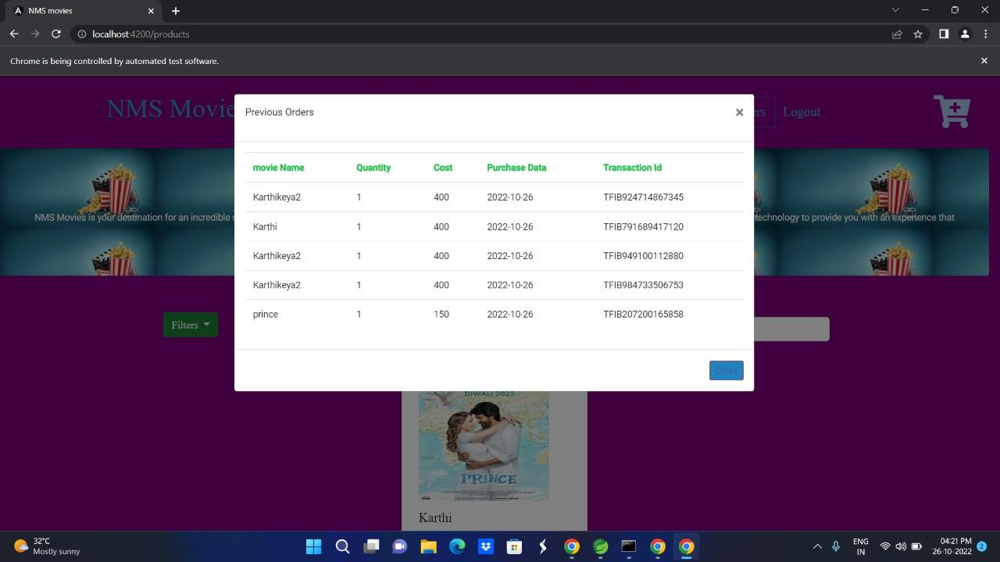 NMS movies
localhost:4200/products
Chrome is being controlled by automated test software.
NMS Movie
ers Logout
Previous Orders ×
movie Name Quantity Cost Purchase Data Transaction Id
Karthikeya2 1 400 2022-10-26 TFIB924714867345
Karthi 1 400 2022-10-26 TFIB791689417120
Karthikeya2 1 400 2022-10-26 TFIB949100112880
Karthikeya2 1 400 2022-10-26 TFIB984733506753
prince 1 150 2022-10-26 TFIB207200165858
Close
NMS Movies is your destination for an incredible
technology to provide you with an experience that
Filters
DIWALI 2022
PRINCE
Karthi
32°C
Mostly sunny
ENG
IN
04:21 PM
26-10-2022
2